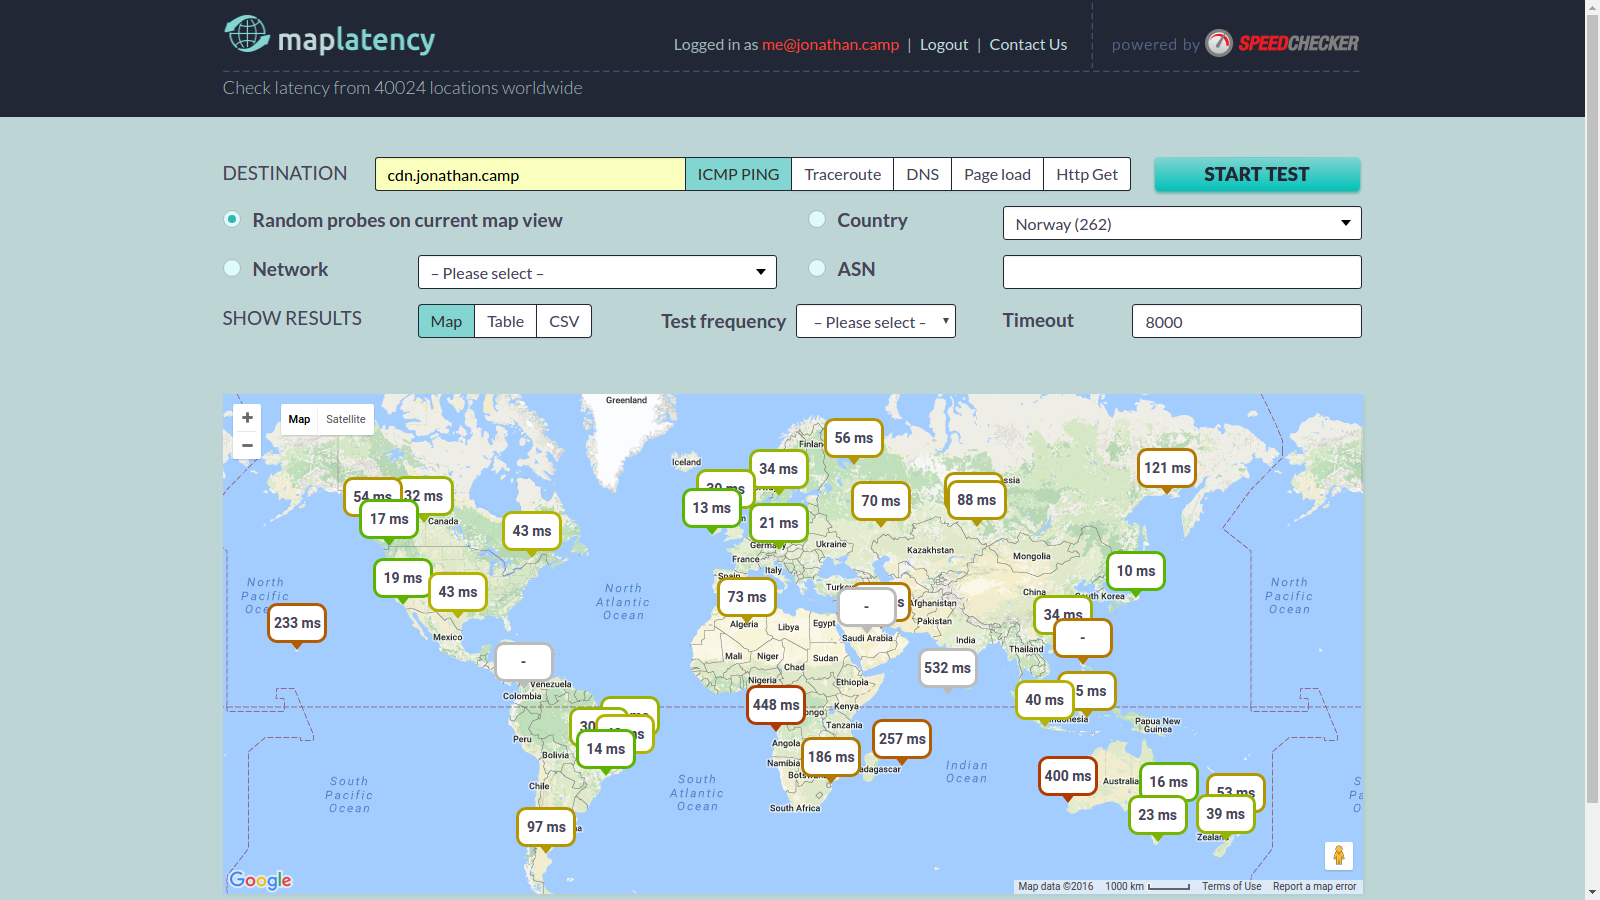 maplatency
Logged in as me@jonathan.camp | Logout | Contact Us
powered by SPEEDCHECKER
Check latency from 40024 locations worldwide
DESTINATION
cdn.jonathan.camp
ICMP PING
Traceroute
DNS
Page load
Http Get
START TEST
Random probes on current map view
Country
Norway (262)
Network
– Please select –
ASN
SHOW RESULTS
Map
Table
CSV
Test frequency
– Please select –
Timeout
8000
+
−
Map
Satellite
Greenland
Iceland
Finlan
56 ms
34 ms
121 ms
ssia
54 ms
32 ms
17 ms
Canada
43 ms
13 ms
21 ms
70 ms
88 ms
Germany
Ukraine
France
Kazakhstan
Mongolia
Italy
Spain
19 ms
43 ms
73 ms
-
Afghanistan
10 ms
China
South Korea
34 ms
North
Pacific
North
Atlantic
Ocean
North
Pacific
Ocean
233 ms
Mexico
Algeria
Libya
Egypt
Saudi Arabia
Pakistan
India
Thailand
-
-
Venezuela
Colombia
Mali
Niger
Chad
Sudan
Nigeria
Ethiopia
532 ms
448 ms
ongo
Kenya
Tanzania
40 ms
5 ms
Papua New
Guinea
Peru
Bolivia
14 ms
Angola
Namibia
186 ms
257 ms
adagascar
Indian
Ocean
400 ms
Australia
16 ms
53 ms
23 ms
39 ms
South
Pacific
Ocean
Chile
South
Atlantic
Ocean
South Africa
97 ms
Google
Map data ©2016
1000 km
Terms of Use
Report a map error